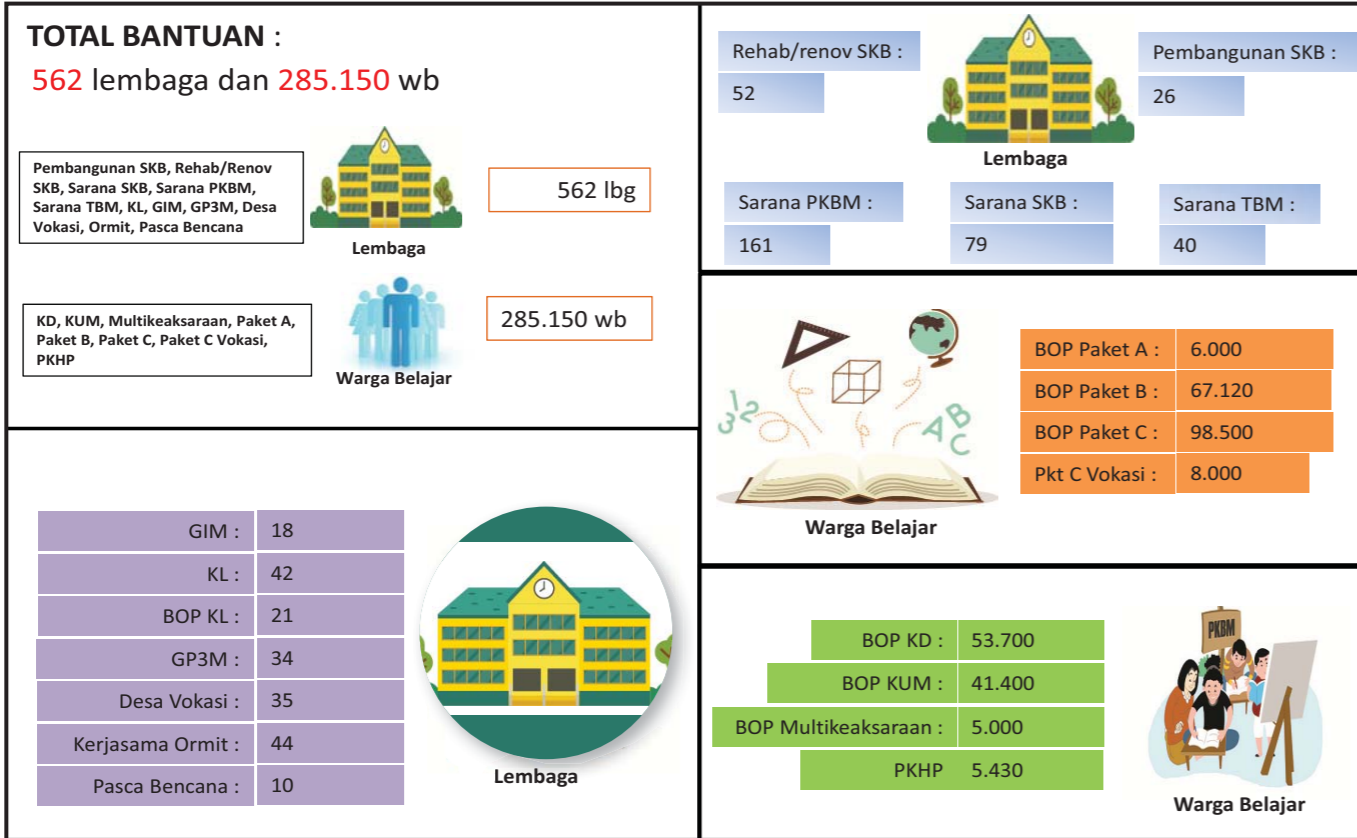 TOTAL BANTUAN :
562 lembaga dan 285.150 wb
Pembangunan SKB, Rehab/Renov
SKB, Sarana SKB, Sarana PKBM,
Sarana TBM, KL, GIM, GP3M, Desa
Vokasi, Ormit, Pasca Bencana
Lembaga
562 lbg
KD, KUM, Multikeaksaraan, Paket A,
Paket B, Paket C, Paket C Vokasi,
PKHP
Warga Belajar
285.150 wb
Rehab/renov SKB :
52
Pembangunan SKB :
26
Lembaga
Sarana PKBM :
161
Sarana SKB :
79
Sarana TBM :
40
123
A B C
BOP Paket A : 6.000
BOP Paket B : 67.120
BOP Paket C : 98.500
Pkt C Vokasi : 8.000
Warga Belajar
GIM : 18
KL : 42
BOP KL : 21
GP3M : 34
Desa Vokasi : 35
Kerjasama Ormit : 44
Pasca Bencana : 10
Lembaga
BOP KD : 53.700
BOP KUM : 41.400
BOP Multikeaksaraan : 5.000
PKHP 5.430
PKBM
Warga Belajar